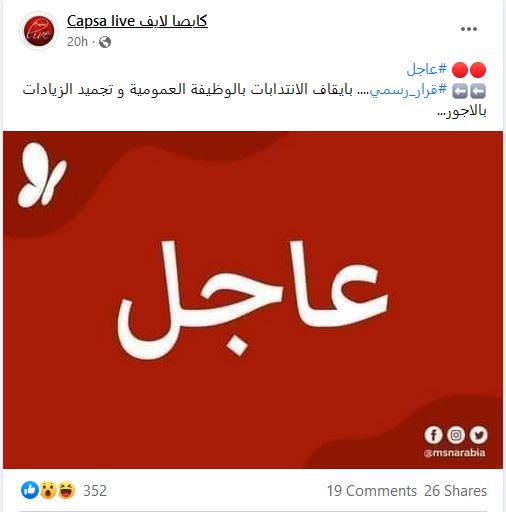 Capsa live كابصا لايف
20h
#عاجل
#قرار_رسمي.... بايقاف الانتدابات بالوظيفة العمومية و تجميد الزيادات
بالاجور...
عاجل
@msnarabia
352
19 Comments 26 Shares